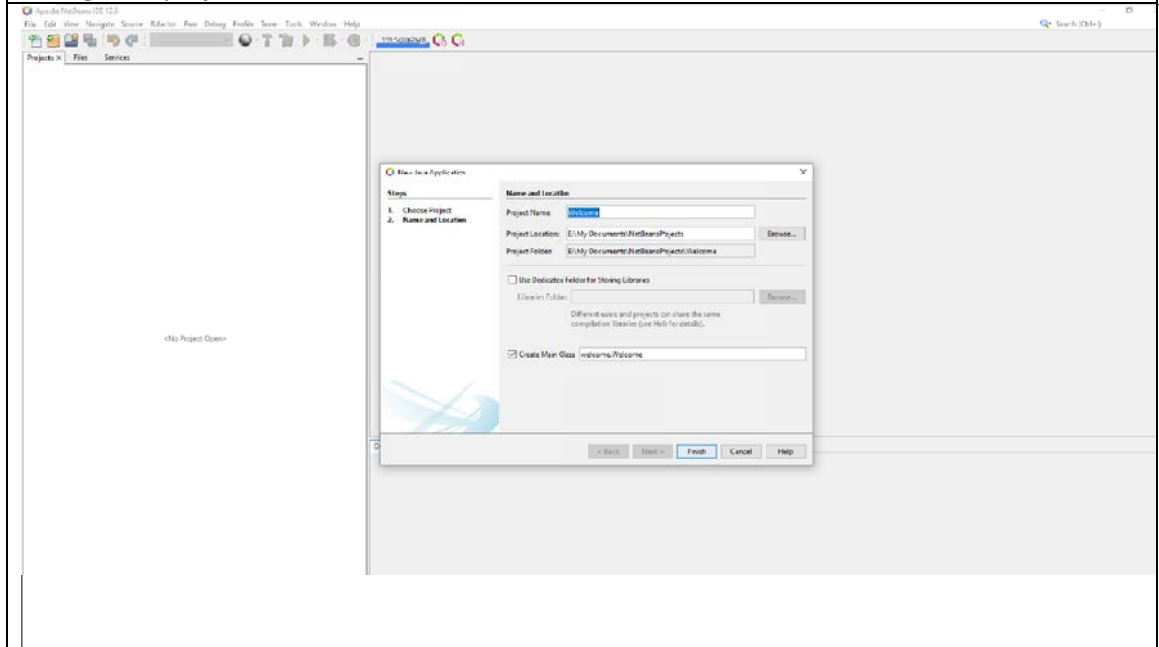 Apache NetBeans IDE 12.5
File Edit View Navigate Source Refactor Run Debug Profile Team Tools Window Help
Search (Ctrl+I)
Projects × Files Services
<No Project Open>
New Java Application
Steps
1. Choose Project
2. Name and Location
Name and Location
Project Name: Welcome
Project Location: E:\My Documents\NetBeansProjects Browse...
Project Folder: E:\My Documents\NetBeansProjects\Welcome
Use Dedicated Folder for Storing Libraries
Libraries Folder: Browse...
Different users and projects can share the same
compilation libraries (see Help for details).
Create Main Class welcome.Welcome
< Back Next > Finish Cancel Help